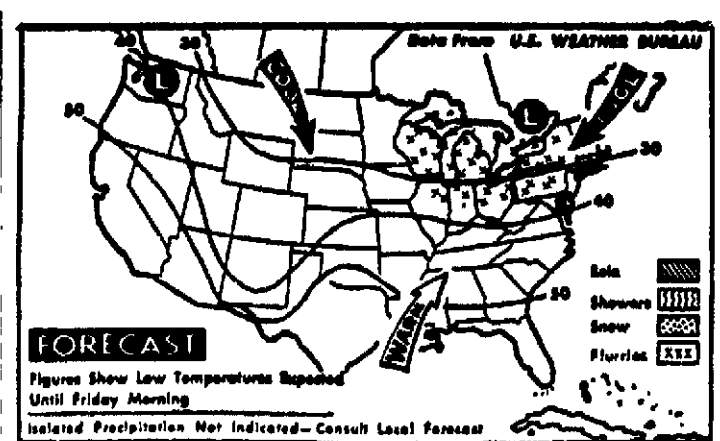 Data From U.S. WEATHER BUREAU
40 30
L
COLD
L
COOL
50
30
40
50
WARM
Rain
Showers
Snow
Flurries
FORECAST
Figures Show Low Temperatures Expected
Until Friday Morning
Isolated Precipitation Not Indicated—Consult Local Forecast